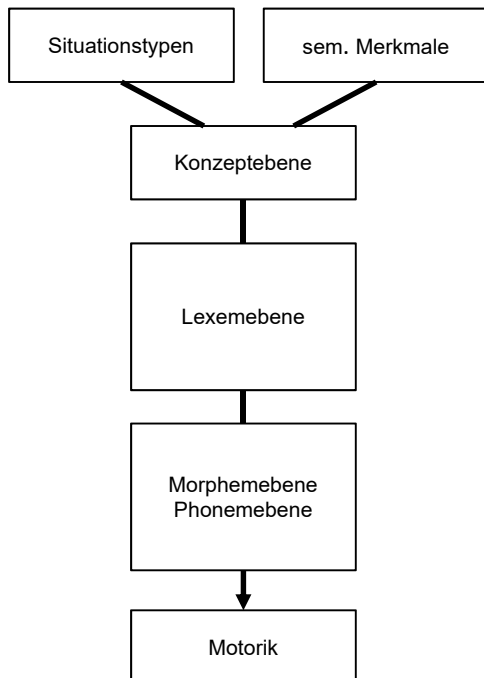 Situationstypen
sem. Merkmale
Konzeptebene
Lexemebene
Morphemebene
Phonemebene
Motorik